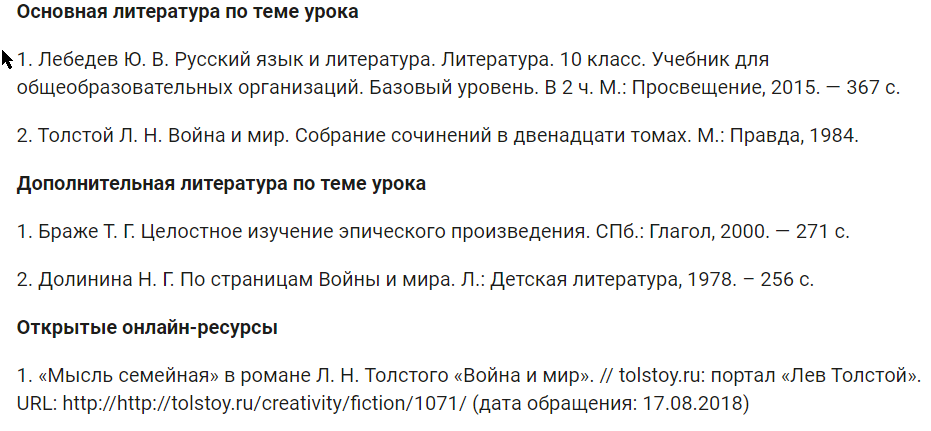 Основная литература по теме урока
1. Лебедев Ю. В. Русский язык и литература. Литература. 10 класс. Учебник для
общеобразовательных организаций. Базовый уровень. В 2 ч. М.: Просвещение, 2015. — 367 с.
2. Толстой Л. Н. Война и мир. Собрание сочинений в двенадцати томах. М.: Правда, 1984.
Дополнительная литература по теме урока
1. Браже Т. Г. Целостное изучение эпического произведения. СПб.: Глагол, 2000. — 271 с.
2. Долинина Н. Г. По страницам Войны и мира. Л.: Детская литература, 1978. – 256 с.
Открытые онлайн-ресурсы
1. «Мысль семейная» в романе Л. Н. Толстого «Война и мир». // tolstoy.ru: портал «Лев Толстой».
URL: http://http://tolstoy.ru/creativity/fiction/1071/ (дата обращения: 17.08.2018)